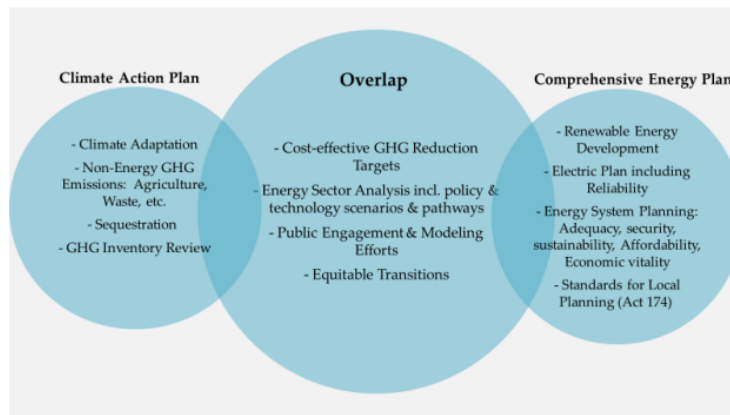 Climate Action Plan
- Climate Adaptation
- Non-Energy GHG
Emissions: Agriculture,
Waste, etc.
- Sequestration
- GHG Inventory Review
Overlap
- Cost-effective GHG Reduction
Targets
- Energy Sector Analysis incl. policy &
technology scenarios & pathways
- Public Engagement & Modeling
Efforts
- Equitable Transitions
Comprehensive Energy Plan
- Renewable Energy
Development
- Electric Plan including
Reliability
- Energy System Planning:
Adequacy, security,
sustainability, Affordability,
Economic vitality
- Standards for Local
Planning (Act 174)